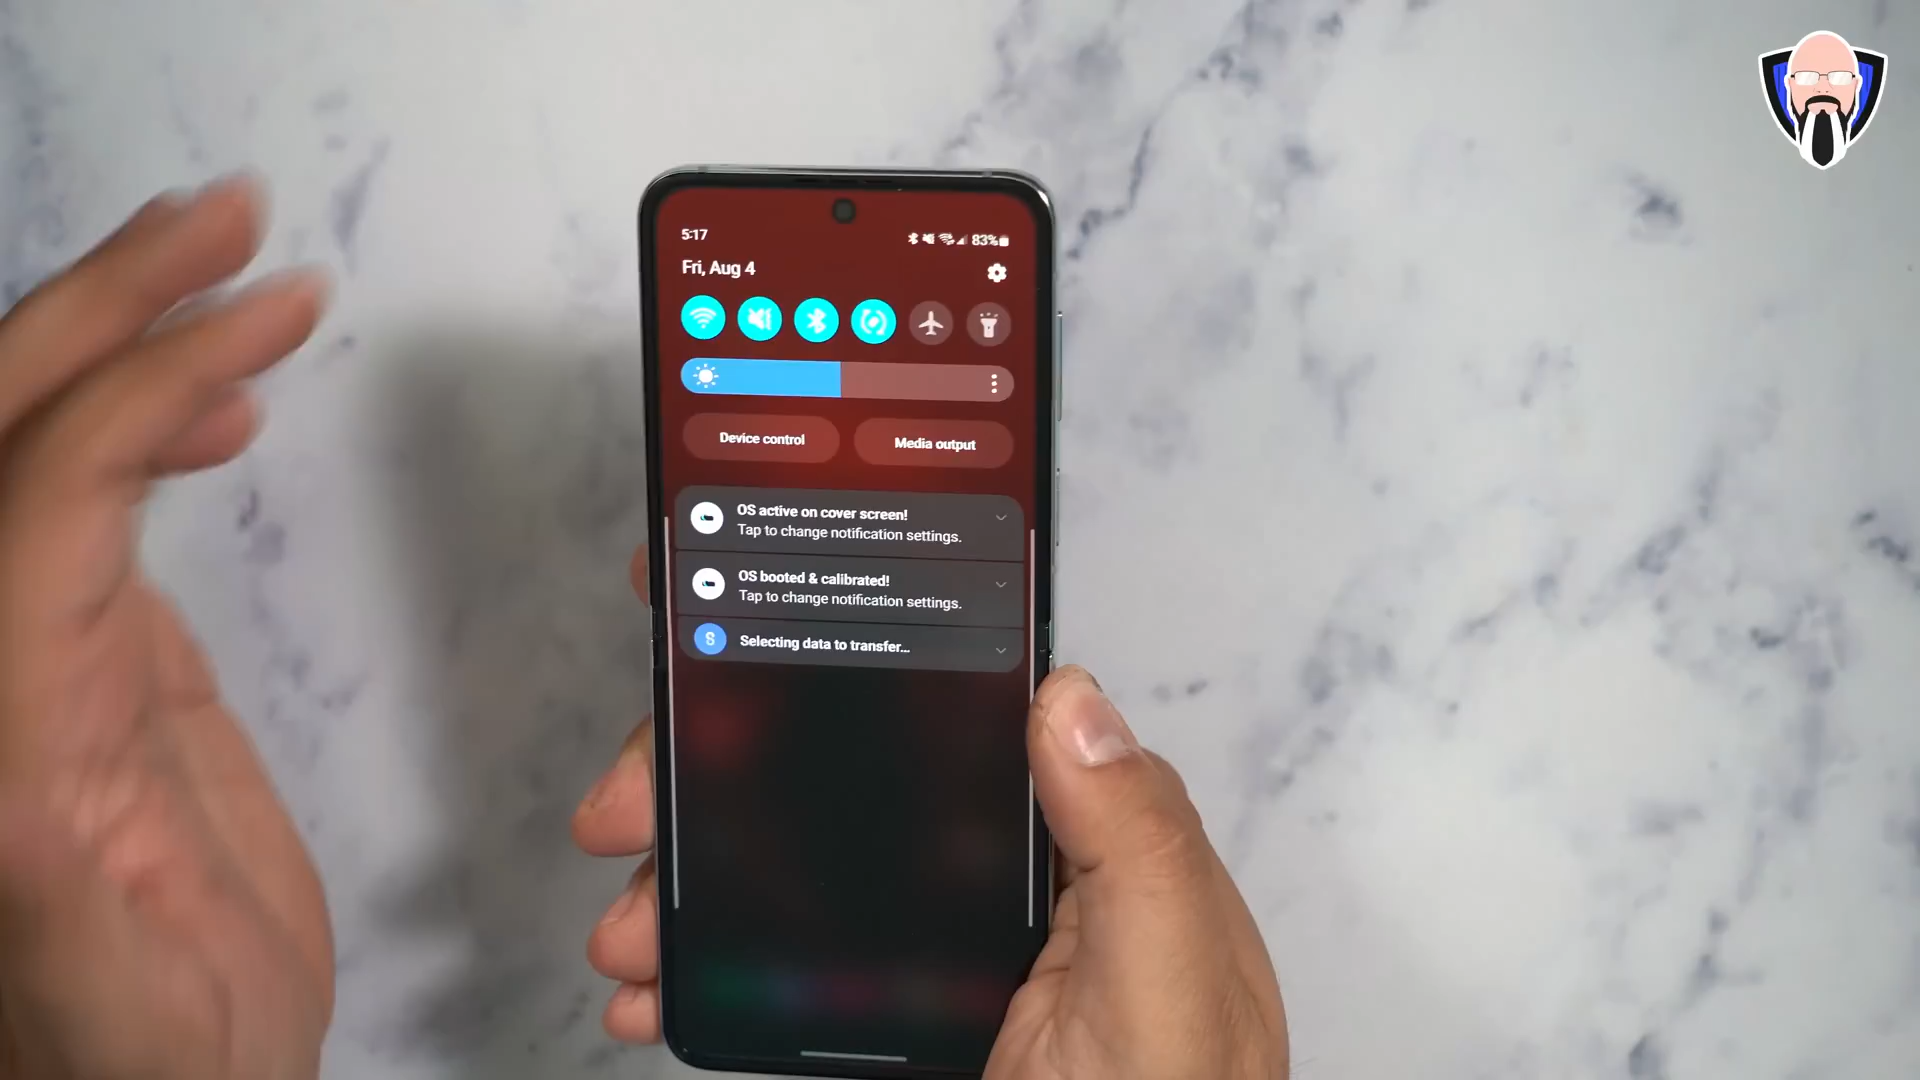 5:17
83%
Fri, Aug 4
Device control
Media output
OS active on cover screen!
Tap to change notification settings.
OS booted & calibrated!
Tap to change notification settings.
S
Selecting data to transfer...